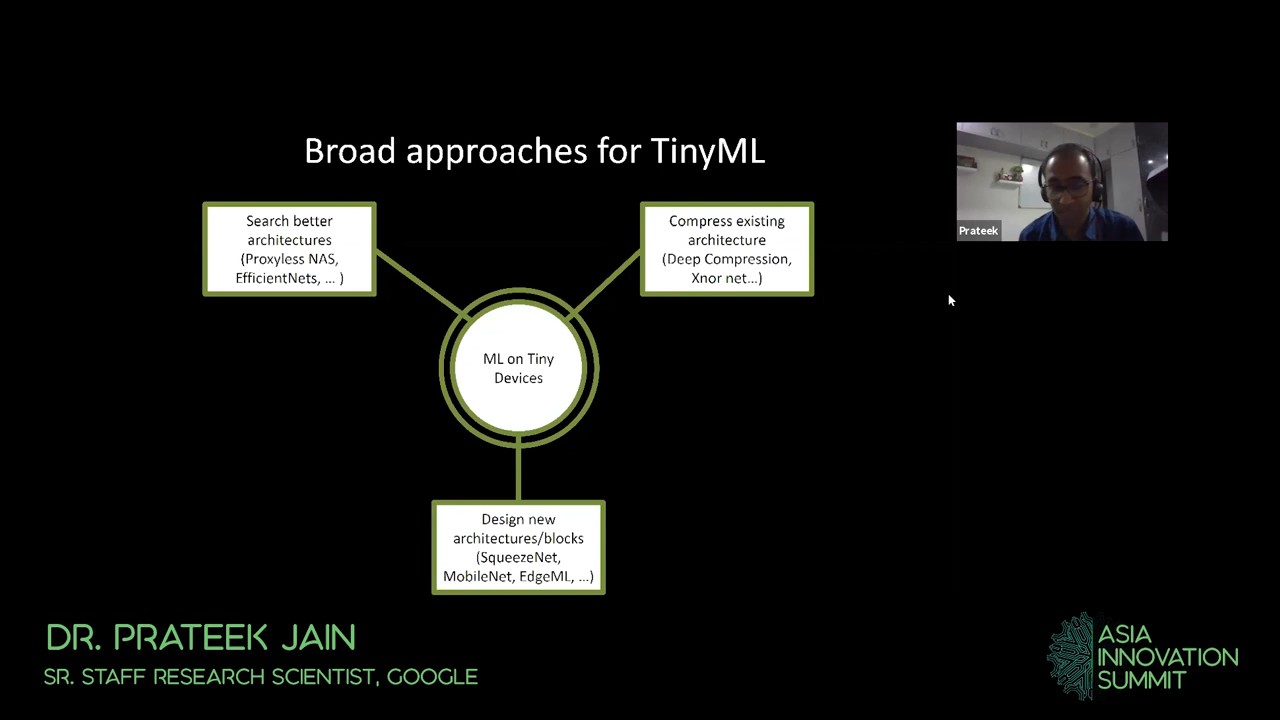 Broad approaches for TinyML
Search better
architectures
(Proxyless NAS,
EfficientNets, ... )
Compress existing
architecture
(Deep Compression,
Xnor net...)
Prateek
ML on Tiny
Devices
Design new
architectures/blocks
(SqueezeNet,
MobileNet, EdgeML, ...)
DR. PRATEEK JAIN
SR. STAFF RESEARCH SCIENTIST, GOOGLE
ASIA
INNOVATION
SUMMIT